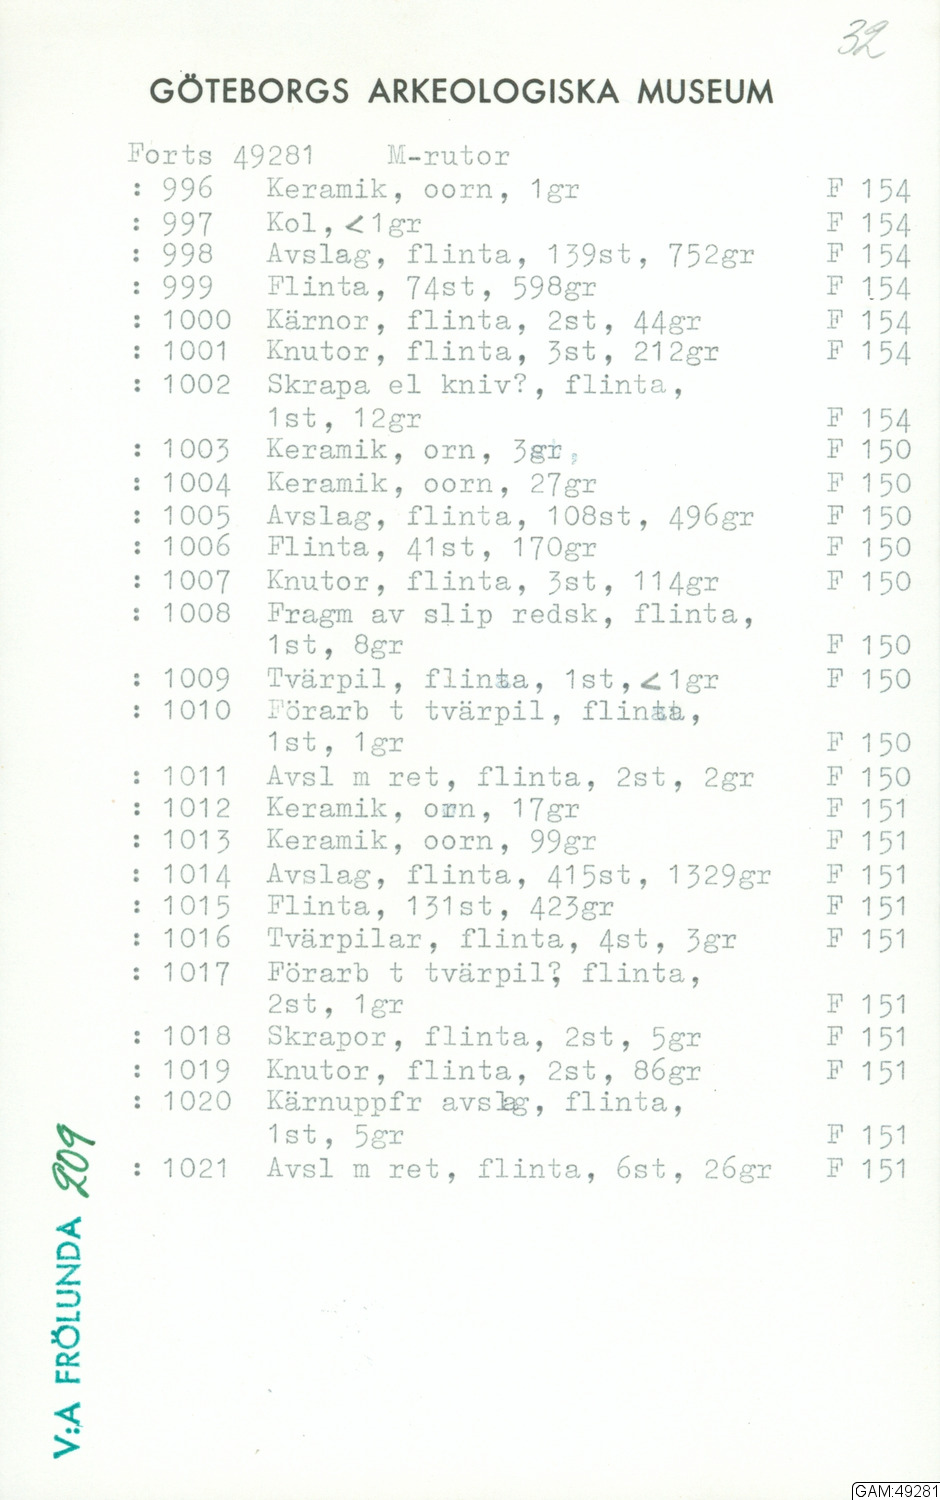 32
GÖTEBORGS ARKEOLOGISKA MUSEUM
Forts 49281 M-rutor
: 996 Keramik, oorn, 1gr F 154
: 997 Kol, <1gr F 154
: 998 Avslag, flinta, 139st, 752gr F 154
: 999 Flinta, 74st, 598gr F 154
: 1000 Kärnor, flinta, 2st, 44gr F 154
: 1001 Knutor, flinta, 3st, 212gr F 154
: 1002 Skrapa el kniv?, flinta,
1st, 12gr F 154
: 1003 Keramik, orn, 3gr, F 150
: 1004 Keramik, oorn, 27gr F 150
: 1005 Avslag, flinta, 108st, 496gr F 150
: 1006 Flinta, 41st, 170gr F 150
: 1007 Knutor, flinta, 3st, 114gr F 150
: 1008 Fragm av slip redsk, flinta,
1st, 8gr F 150
: 1009 Tvärpil, flinta, 1st, <1gr F 150
: 1010 Förarb t tvärpil, flinta,
1st, 1gr F 150
: 1011 Avsl m ret, flinta, 2st, 2gr F 150
: 1012 Keramik, orn, 17gr F 151
: 1013 Keramik, oorn, 99gr F 151
: 1014 Avslag, flinta, 415st, 1329gr F 151
: 1015 Flinta, 131st, 423gr F 151
: 1016 Tvärpilar, flinta, 4st, 3gr F 151
: 1017 Förarb t tvärpil?, flinta,
2st, 1gr F 151
: 1018 Skrapor, flinta, 2st, 5gr F 151
: 1019 Knutor, flinta, 2st, 86gr F 151
: 1020 Kärnuppfr avslag, flinta,
1st, 5gr F 151
: 1021 Avsl m ret, flinta, 6st, 26gr F 151
V:A FRÖLUNDA 209
GAM:49281